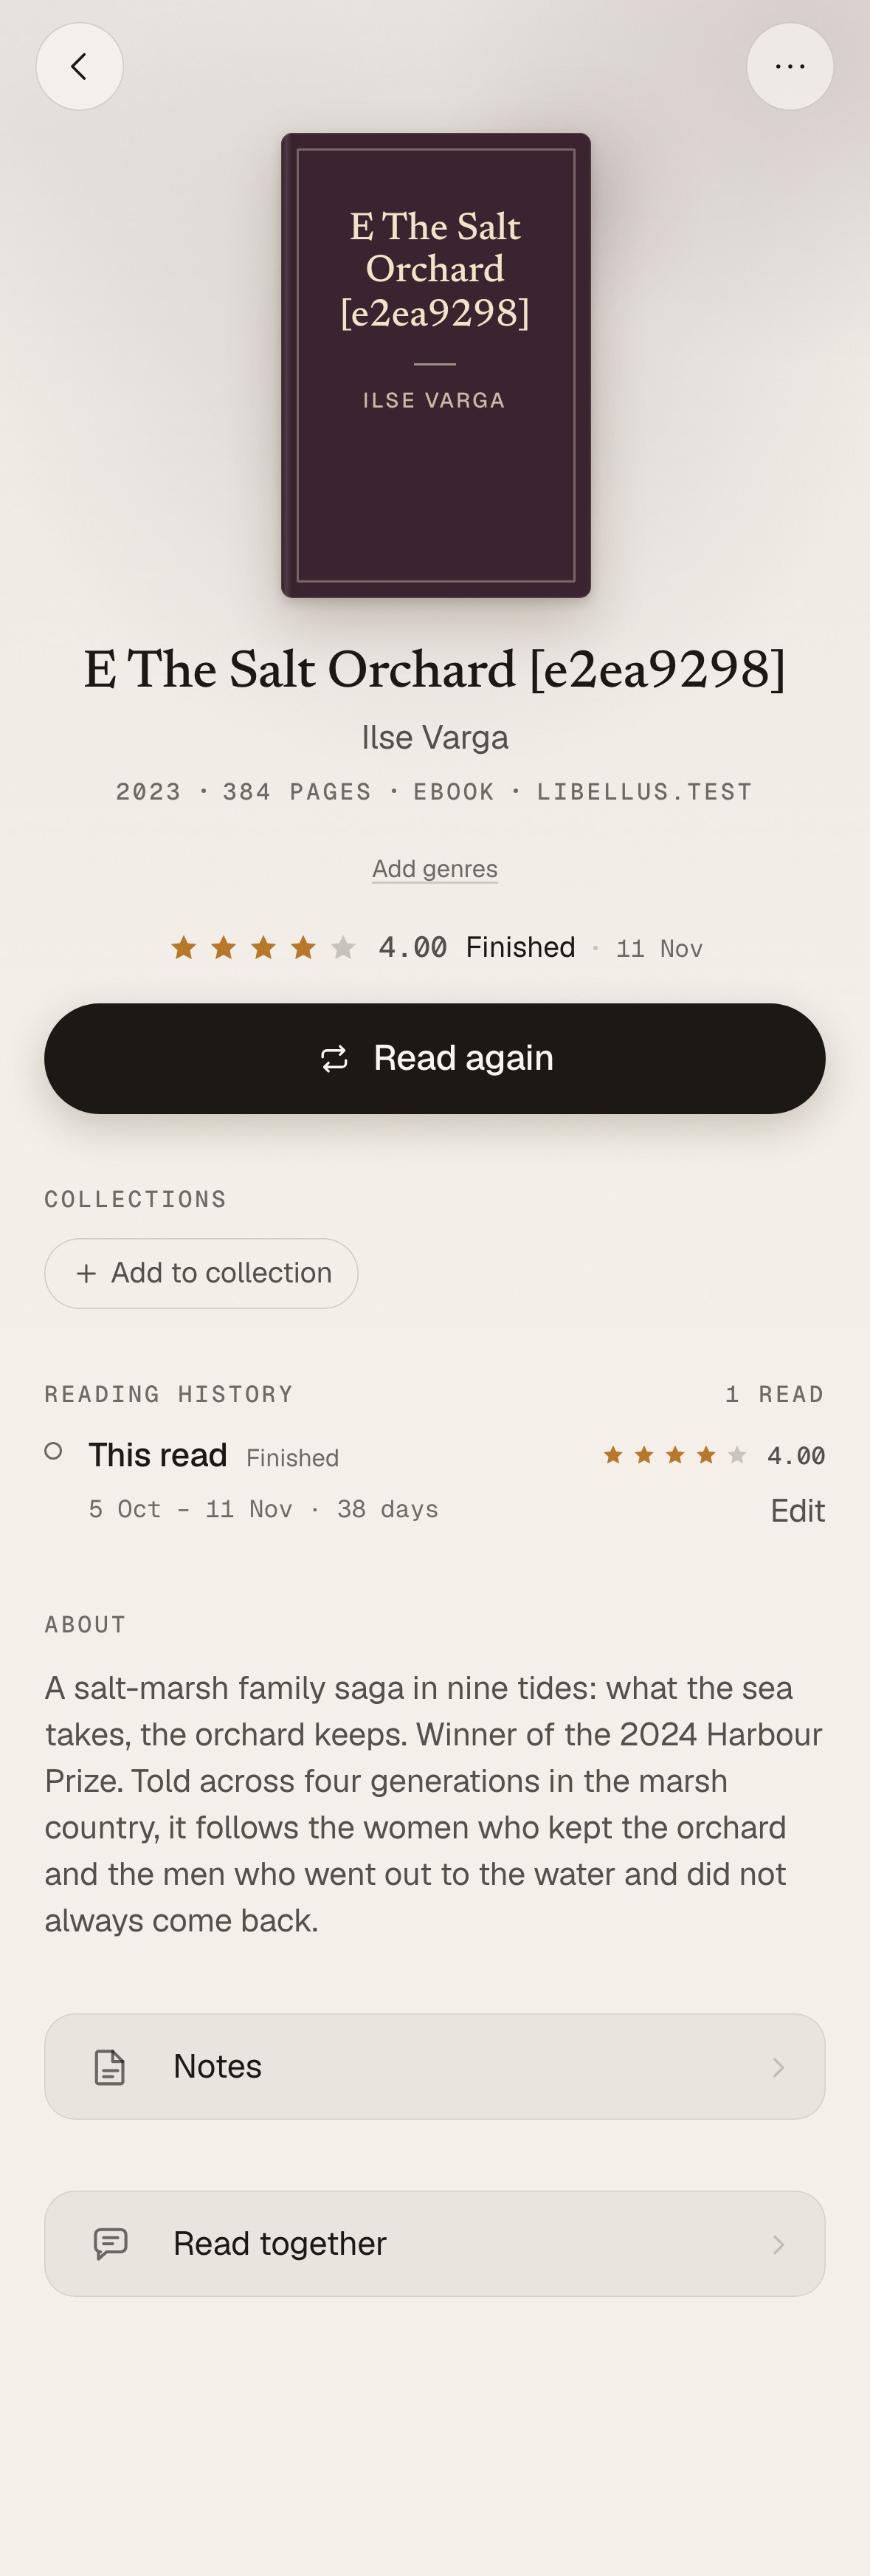 E The Salt
Orchard
[e2ea9298]
ILSE VARGA
E The Salt Orchard [e2ea9298]
Ilse Varga
2023 · 384 PAGES · EBOOK · LIBELLUS.TEST
Add genres
4.00 Finished · 11 Nov
Read again
COLLECTIONS
+ Add to collection
READING HISTORY 1 READ
This read Finished 4.00
5 Oct – 11 Nov · 38 days Edit
ABOUT
A salt-marsh family saga in nine tides: what the sea
takes, the orchard keeps. Winner of the 2024 Harbour
Prize. Told across four generations in the marsh
country, it follows the women who kept the orchard
and the men who went out to the water and did not
always come back.
Notes
Read together